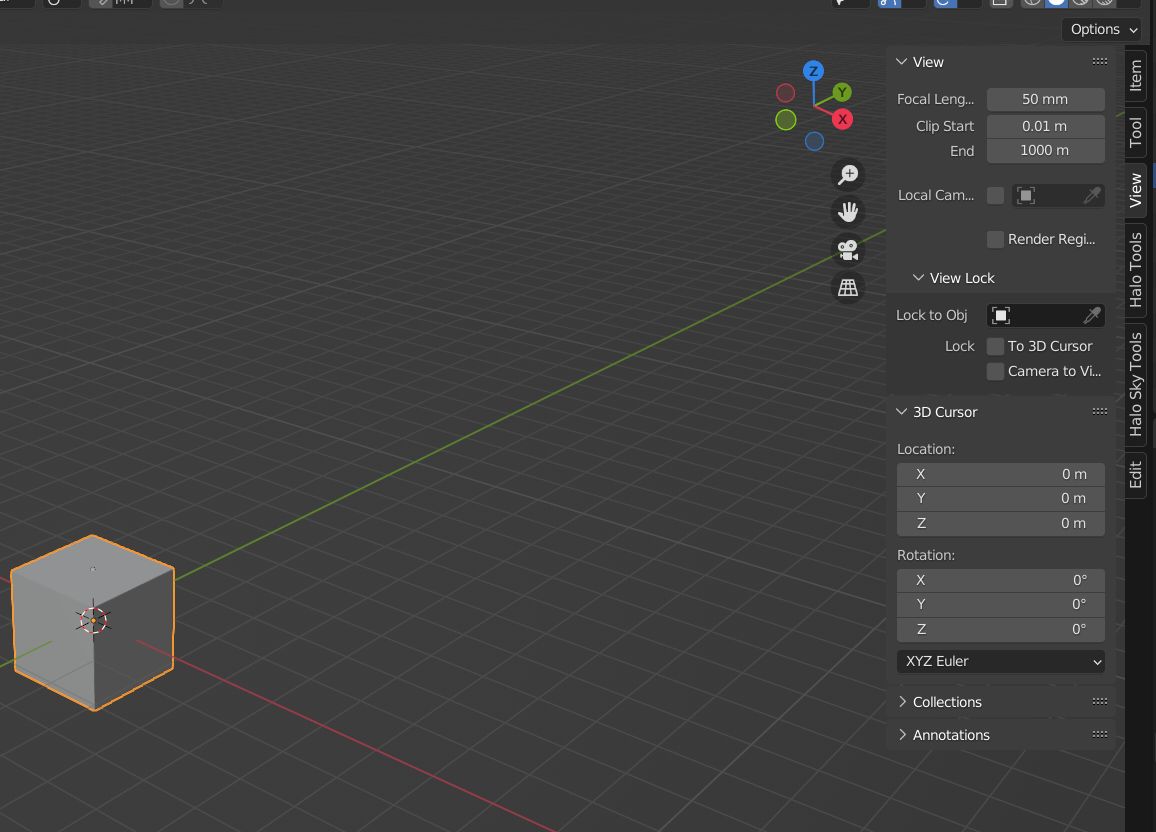 Options
View
Z
Y
X
Focal Leng... 50 mm
Clip Start 0.01 m
End 1000 m
Local Cam...
Render Regi...
View Lock
Lock to Obj
Lock To 3D Cursor
Camera to Vi...
3D Cursor
Location:
X 0 m
Y 0 m
Z 0 m
Rotation:
X 0°
Y 0°
Z 0°
XYZ Euler
Collections
Annotations
Item
Tool
View
Halo Tools
Halo Sky Tools
Edit